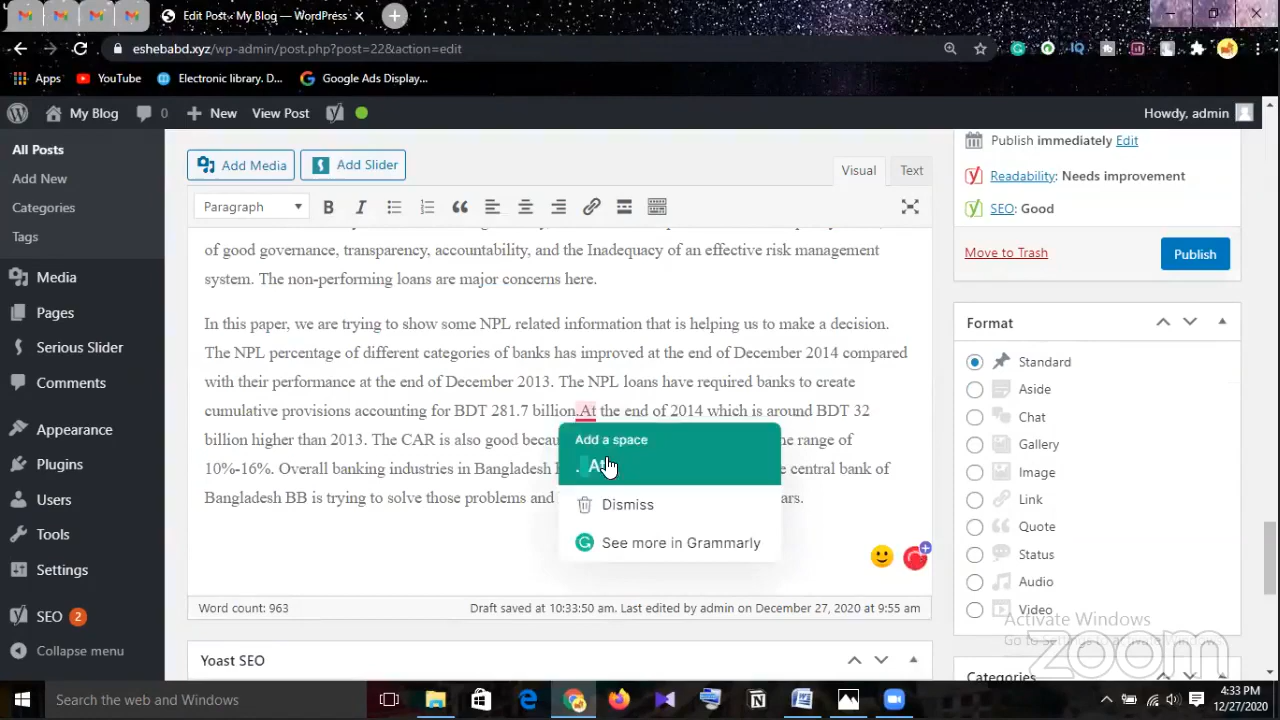 Edit Post ‹ My Blog — WordPress
eshebabd.xyz/wp-admin/post.php?post=22&action=edit
Apps
YouTube
Electronic library. D...
Google Ads Display...
My Blog
0
New
View Post
Howdy, admin
All Posts
Add New
Categories
Tags
Media
Pages
Serious Slider
Comments
Appearance
Plugins
Users
Tools
Settings
SEO 2
Collapse menu
Add Media
Add Slider
Visual
Text
Paragraph
B I
of good governance, transparency, accountability, and the Inadequacy of an effective risk management
system. The non-performing loans are major concerns here.
In this paper, we are trying to show some NPL related information that is helping us to make a decision.
The NPL percentage of different categories of banks has improved at the end of December 2014 compared
with their performance at the end of December 2013. The NPL loans have required banks to create
cumulative provisions accounting for BDT 281.7 billion.At the end of 2014 which is around BDT 32
billion higher than 2013. The CAR is also good becau
e range of
10%-16%. Overall banking industries in Bangladesh
e central bank of
Bangladesh BB is trying to solve those problems and
ars.
Add a space
. At
Dismiss
See more in Grammarly
Word count: 963
Draft saved at 10:33:50 am. Last edited by admin on December 27, 2020 at 9:55 am
Yoast SEO
Publish immediately Edit
Readability: Needs improvement
SEO: Good
Move to Trash
Publish
Format
Standard
Aside
Chat
Gallery
Image
Link
Quote
Status
Audio
Video
Activate Windows
Go to Settings to activate Windows.
zoom
Categories
Search the web and Windows
4:33 PM
12/27/2020